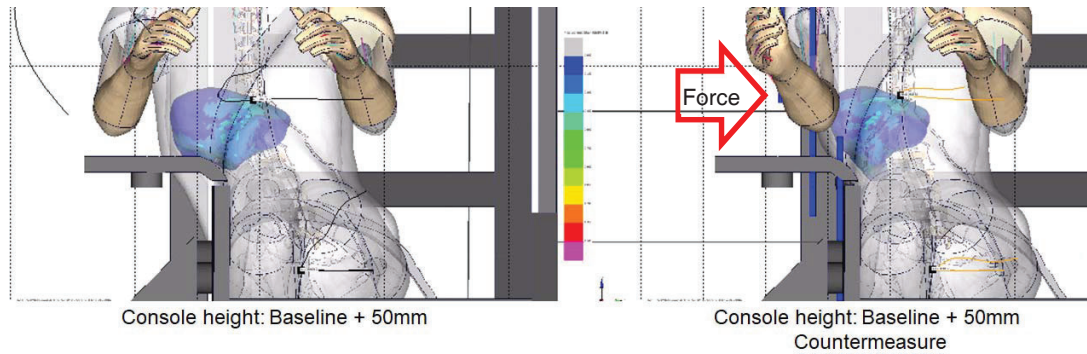 Force
Console height: Baseline + 50mm
Console height: Baseline + 50mm
Countermeasure